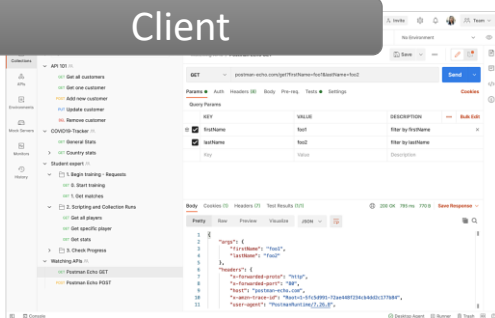 Client
Invite
Team
No Environment
Collections
APIs
Environments
Mock Servers
Monitors
History
API 101
GET Get all customers
GET Get one customer
POST Add new customer
PUT Update customer
DEL Remove customer
COVID19-Tracker
GET General Stats
GET Country stats
Student expert
1. Begin training - Requests
GET 0. Start training
GET 1. Get matches
2. Scripting and Collection Runs
GET Get all players
GET Get specific player
GET Get stats
3. Check Progress
Watching APIs
GET Postman Echo GET
POST Postman Echo POST
Save
GET
postman-echo.com/get?firstName=foo1&lastName=foo2
Send
Params Auth Headers (6) Body Pre-req. Tests Settings Cookies
Query Params
KEY VALUE DESCRIPTION Bulk Edit
firstName foo1 filter by firstName
lastName foo2 filter by lastName
Key Value Description
Body Cookies (1) Headers (7) Test Results (1/1) 200 OK Save Response
Pretty Raw Preview Visualize JSON
1 {
2 "args": {
3 "firstName": "foo1",
4 "lastName": "foo2"
5 },
6 "headers": {
7 "x-forwarded-proto": "http",
8 "x-forwarded-port": "80",
9 "host": "postman-echo.com",
10
11
Console
Desktop Agent Runner Trash